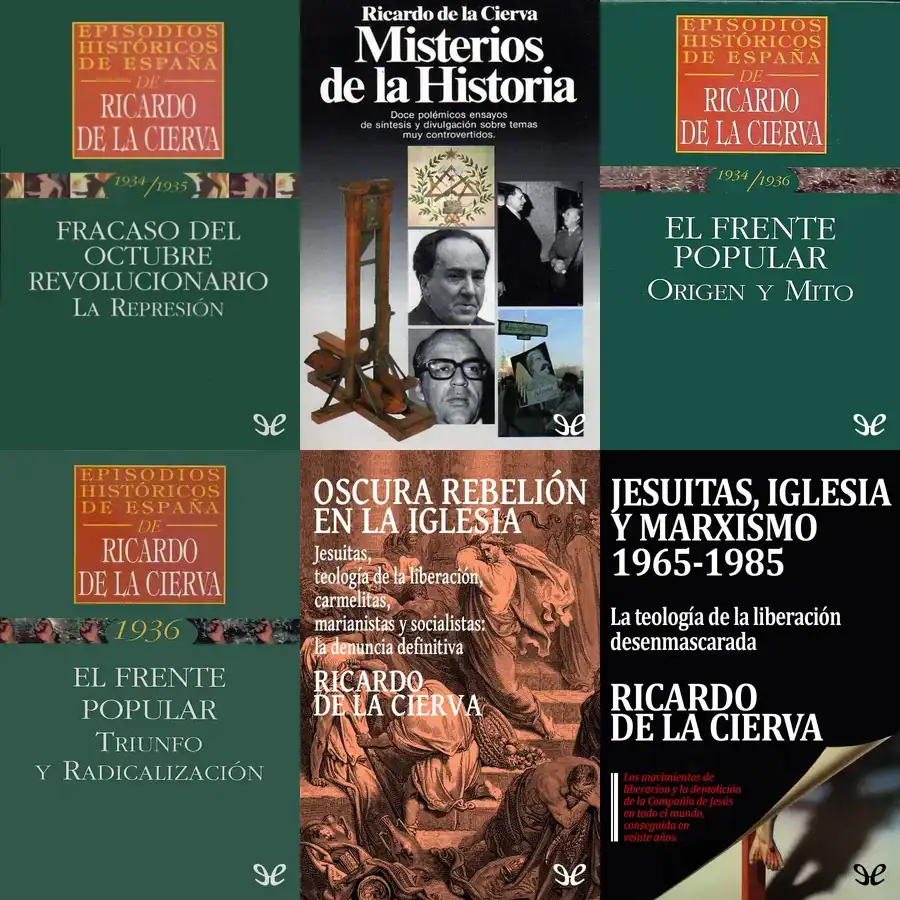 EPISODIOS
HISTÓRICOS
DE ESPAÑA
DE
RICARDO
DE LA CIERVA
1934/1935
FRACASO DEL
OCTUBRE
REVOLUCIONARIO
LA REPRESIÓN
Ricardo de la Cierva
Misterios
de la Historia
Doce polémicos ensayos
de síntesis y divulgación sobre temas
muy controvertidos.
EPISODIOS
HISTÓRICOS
DE ESPAÑA
DE
RICARDO
DE LA CIERVA
1934/1936
EL FRENTE
POPULAR
ORIGEN Y MITO
EPISODIOS
HISTÓRICOS
DE ESPAÑA
DE
RICARDO
DE LA CIERVA
1936
EL FRENTE
POPULAR
TRIUNFO
Y RADICALIZACIÓN
OSCURA REBELIÓN
EN LA IGLESIA
Jesuitas,
teología de la liberación,
carmelitas,
marianistas y socialistas:
la denuncia definitiva
RICARDO
DE LA CIERVA
JESUITAS, IGLESIA
Y MARXISMO
1965-1985
La teología de la liberación
desenmascarada
RICARDO
DE LA CIERVA
Los movimientos de
liberación y la demolición
de la Compañía de Jesús
en todo el mundo,
conseguida en
veinte años.